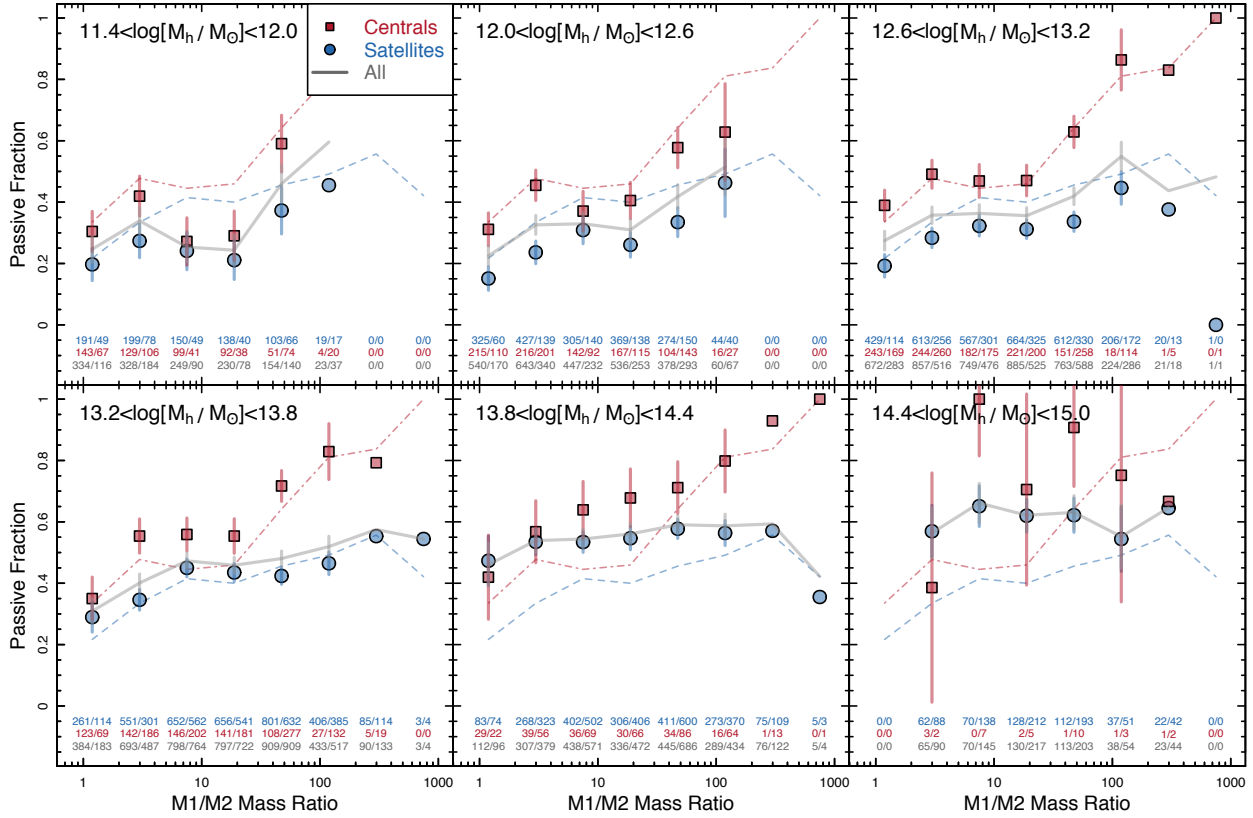 11.4<log[Mh / M⊙]<12.0
Centrals
Satellites
All
12.0<log[Mh / M⊙]<12.6
12.6<log[Mh / M⊙]<13.2
Passive Fraction
1
0.8
0.6
0.4
0.2
0
191/49 199/78 150/49 138/40 103/66 19/17 0/0 0/0
143/67 129/106 99/41 92/38 51/74 4/20 0/0 0/0
334/116 328/184 249/90 230/78 154/140 23/37 0/0 0/0
325/60 427/139 305/140 369/138 274/150 44/40 0/0 0/0
215/110 216/201 142/92 167/115 104/143 16/27 0/0 0/0
540/170 643/340 447/232 536/253 378/293 60/67 0/0 0/0
429/114 613/256 567/301 664/325 612/330 206/172 20/13 1/0
243/169 244/260 182/175 221/200 151/258 18/114 1/5 0/1
672/283 857/516 749/476 885/525 763/588 224/286 21/18 1/1
13.2<log[Mh / M⊙]<13.8
13.8<log[Mh / M⊙]<14.4
14.4<log[Mh / M⊙]<15.0
Passive Fraction
1
0.8
0.6
0.4
0.2
0
261/114 551/301 652/562 656/541 801/632 406/385 85/114 3/4
123/69 142/186 146/202 141/181 108/277 27/132 5/19 0/0
384/183 693/487 798/764 797/722 909/909 433/517 90/133 3/4
83/74 268/323 402/502 306/406 411/600 273/370 75/109 5/3
29/22 39/56 36/69 30/66 34/86 16/64 1/13 0/1
112/96 307/379 438/571 336/472 445/686 289/434 76/122 5/4
0/0 62/88 70/138 128/212 112/193 37/51 22/42 0/0
0/0 3/2 0/7 2/5 1/10 1/3 1/2 0/0
0/0 65/90 70/145 130/217 113/203 38/54 23/44 0/0
1 10 100 1000
1 10 100 1000
1 10 100 1000
M1/M2 Mass Ratio
M1/M2 Mass Ratio
M1/M2 Mass Ratio